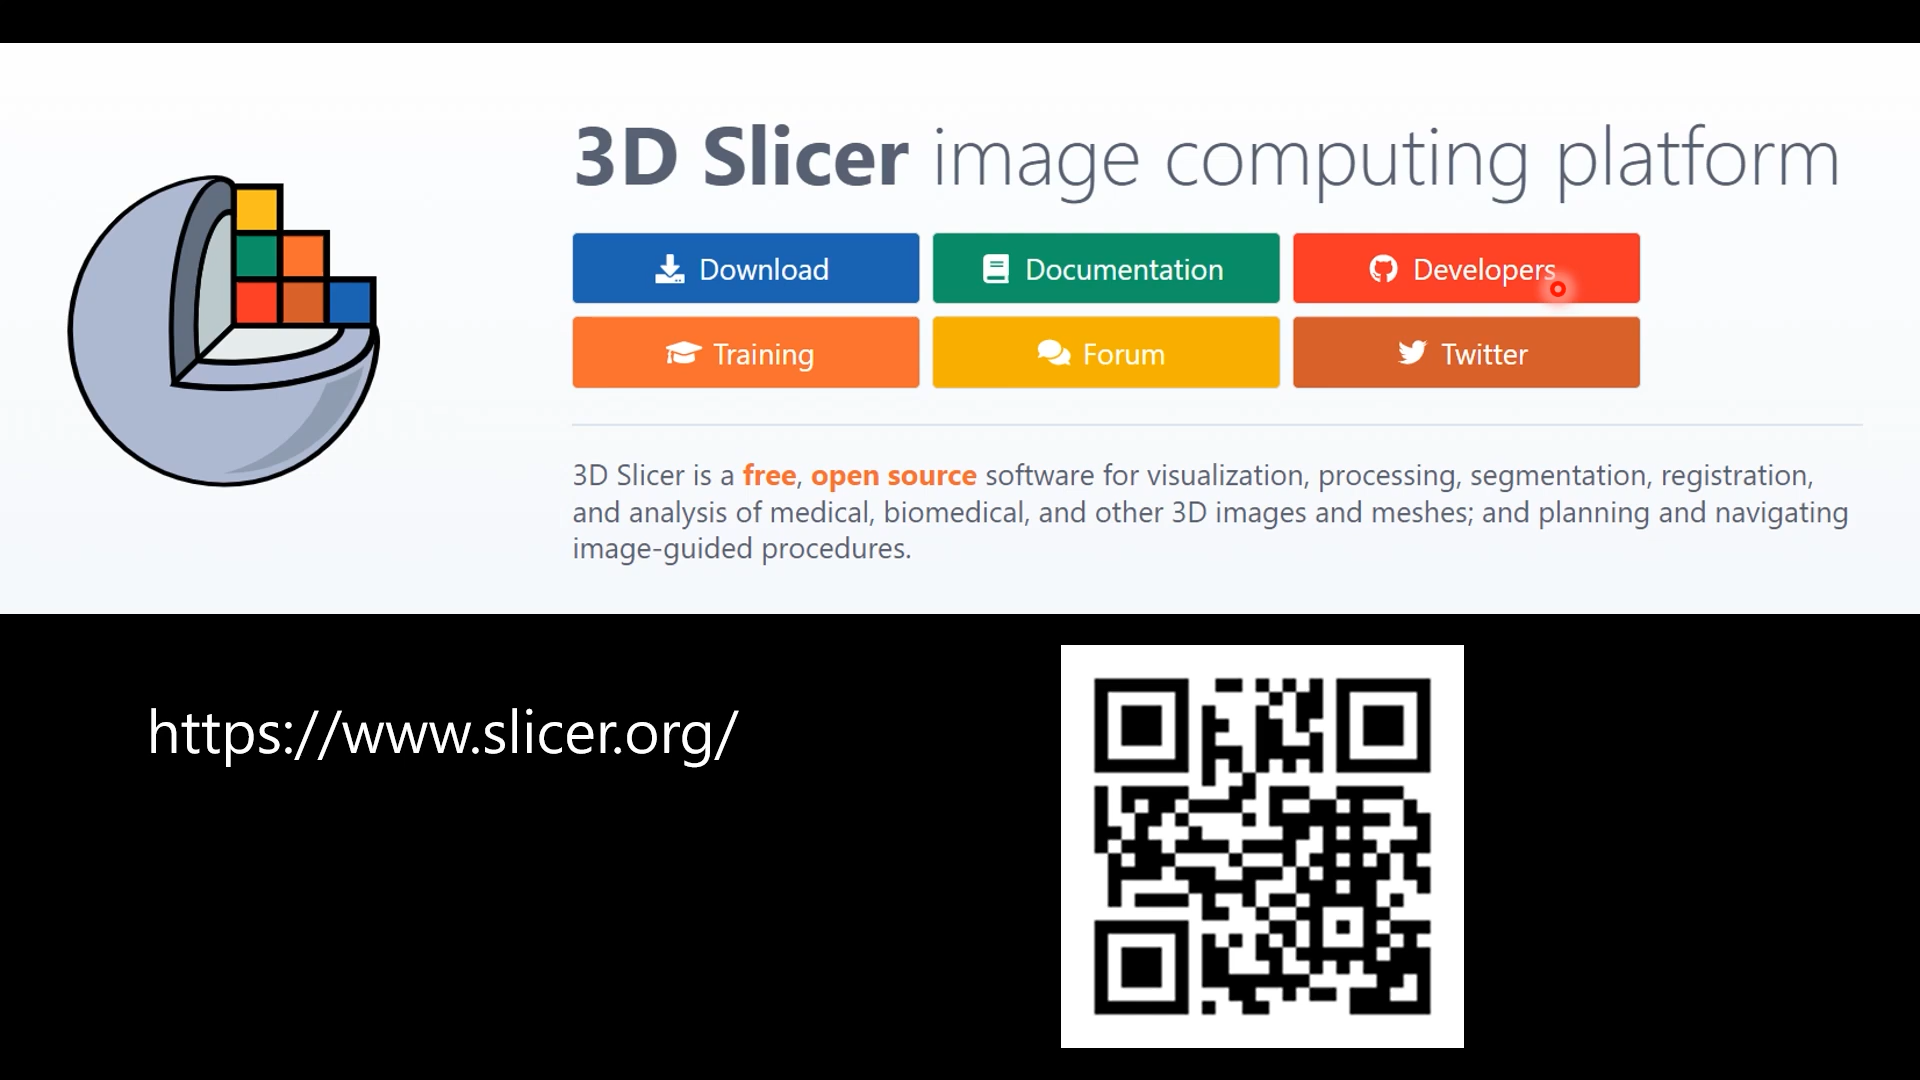 3D Slicer image computing platform
Download
Documentation
Developers
Training
Forum
Twitter
3D Slicer is a free, open source software for visualization, processing, segmentation, registration,
and analysis of medical, biomedical, and other 3D images and meshes; and planning and navigating
image-guided procedures.
https://www.slicer.org/